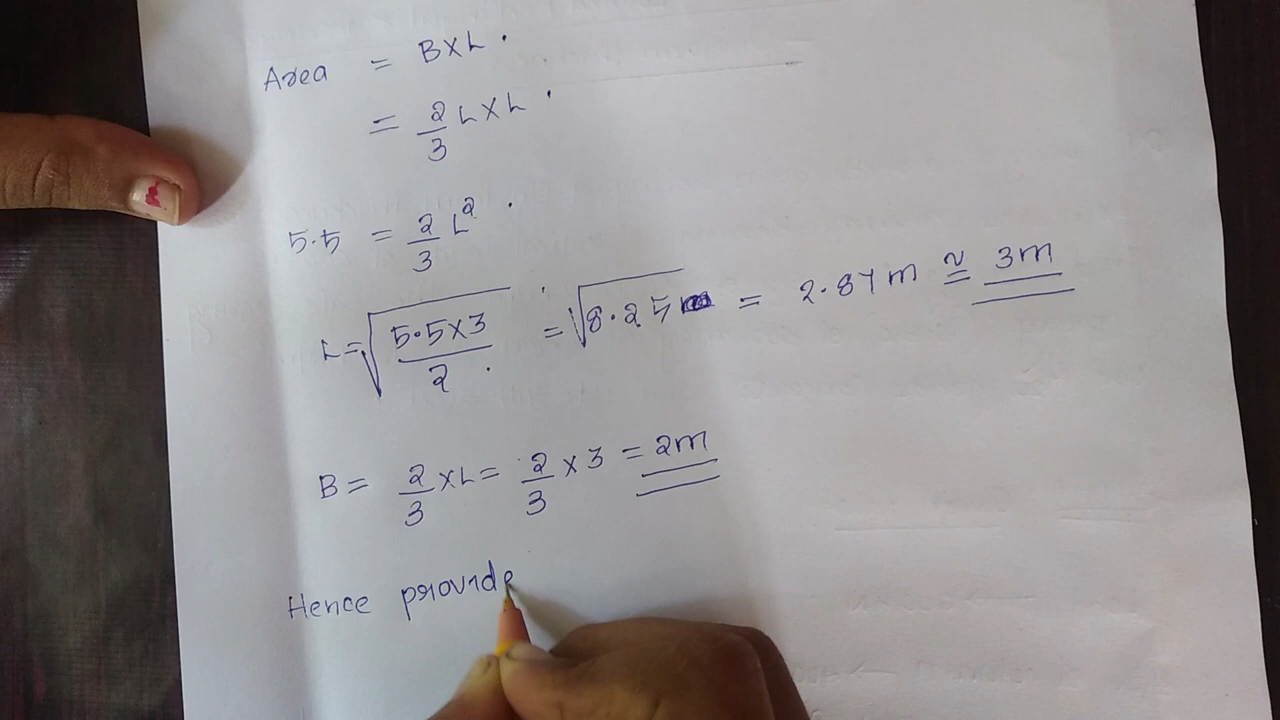 Area = B×L.
= 2/3 L×L.
5.5 = 2/3 L².
L=√(5.5×3/2) = √8.25 = 2.87m ≅ 3m
B= 2/3 ×L= 2/3 ×3 = 2m
Hence provide